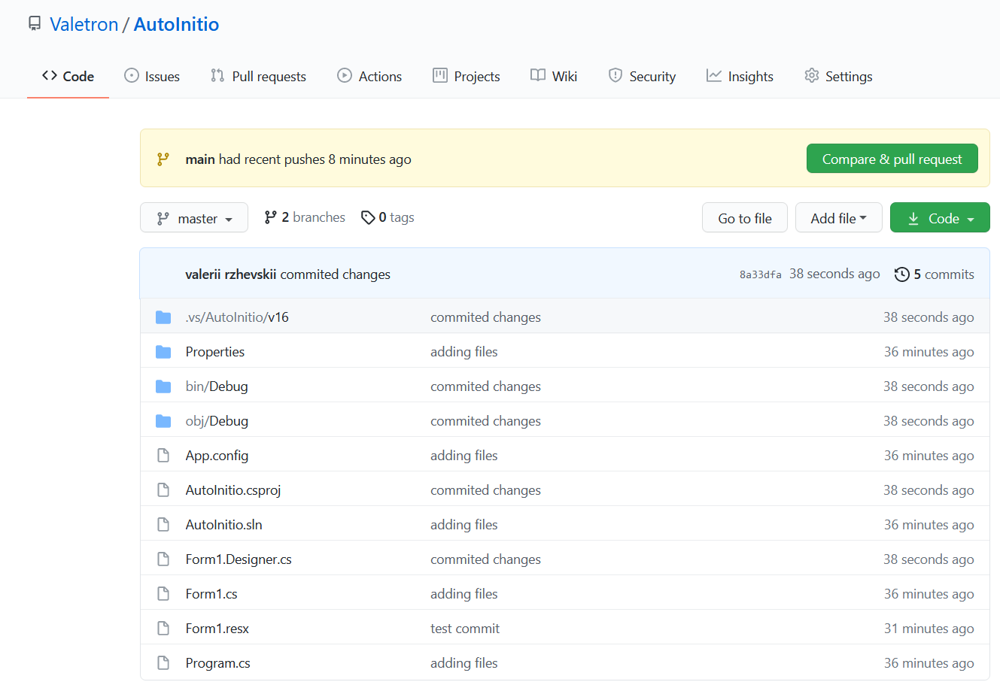 Valetron / AutoInitio
Code Issues Pull requests Actions Projects Wiki Security Insights Settings
main had recent pushes 8 minutes ago Compare & pull request
master 2 branches 0 tags Go to file Add file Code
valerii rzhevskii commited changes 8a33dfa 38 seconds ago 5 commits
.vs/AutoInitio/v16 commited changes 38 seconds ago
Properties adding files 36 minutes ago
bin/Debug commited changes 38 seconds ago
obj/Debug commited changes 38 seconds ago
App.config adding files 36 minutes ago
AutoInitio.csproj commited changes 38 seconds ago
AutoInitio.sln adding files 36 minutes ago
Form1.Designer.cs commited changes 38 seconds ago
Form1.cs adding files 36 minutes ago
Form1.resx test commit 31 minutes ago
Program.cs adding files 36 minutes ago